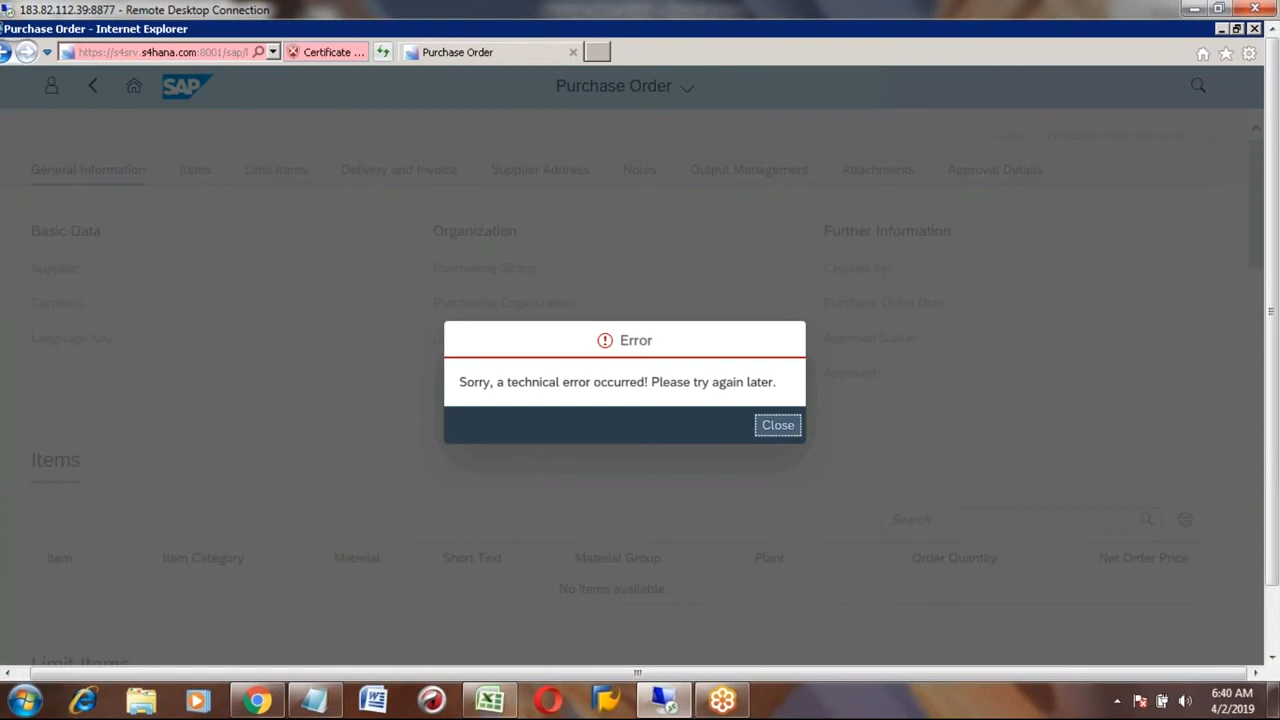 183.82.112.39:8877 - Remote Desktop Connection
Purchase Order - Internet Explorer
https://s4srv.s4hana.com:8001/sap/l
Certificate ...
Purchase Order
SAP
Purchase Order
General Information Items Limit Items Delivery and Invoice Supplier Address Notes Output Management Attachments Approval Details
Basic Data Organization Further Information
Supplier: Purchasing Group: Created by:
Currency: Purchasing Organization: Purchase Order Date:
Language Key: Approval Status:
Approver:
Error
Sorry, a technical error occurred! Please try again later.
Close
Items
Search
Item Item Category Material Short Text Material Group Plant Order Quantity Net Order Price
No items available.
Limit Items
6:40 AM
4/2/2019